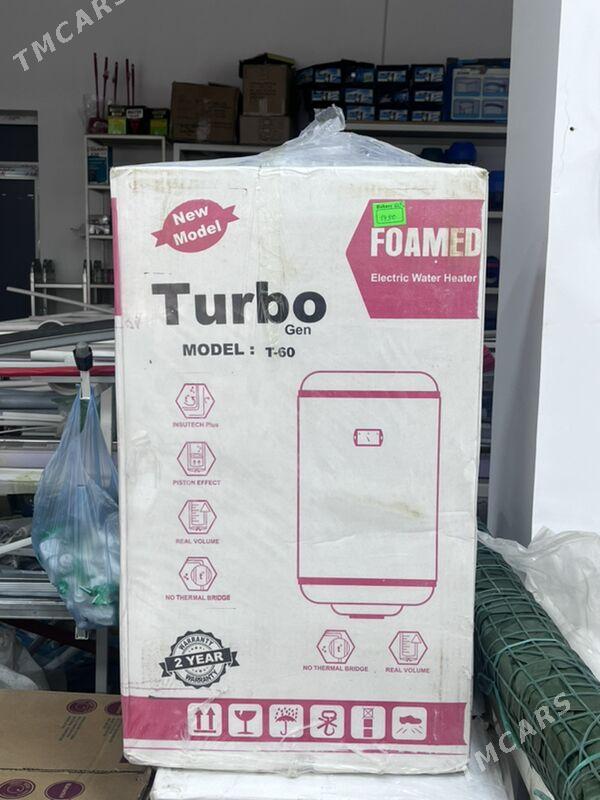 TMCARS
New
Model
FOAMED
Electric Water Heater
Turbo
Gen
MODEL : T-60
INSUTECH Plus
PISTON EFFECT
REAL VOLUME
NO THERMAL BRIDGE
WARRANTY
2 YEAR
WARRANTY
NO THERMAL BRIDGE
REAL VOLUME
MCARS